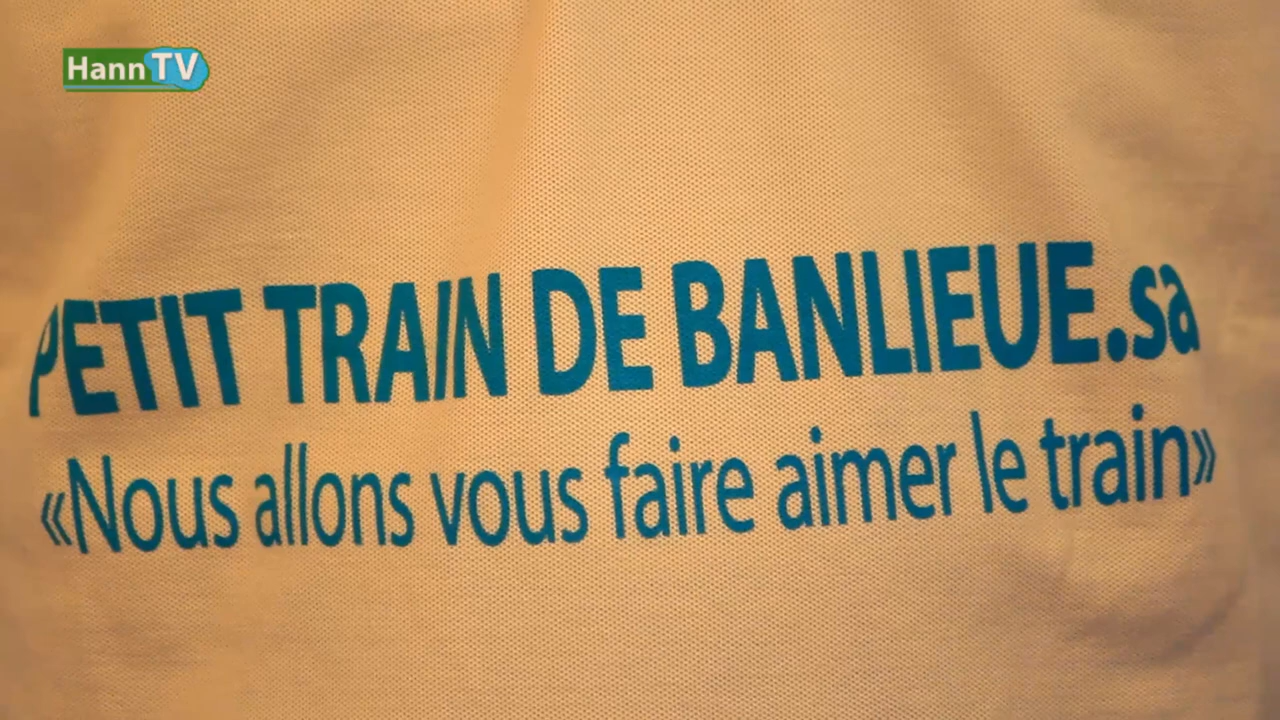 HannTV
PETIT TRAIN DE BANLIEUE.sa
«Nous allons vous faire aimer le train»